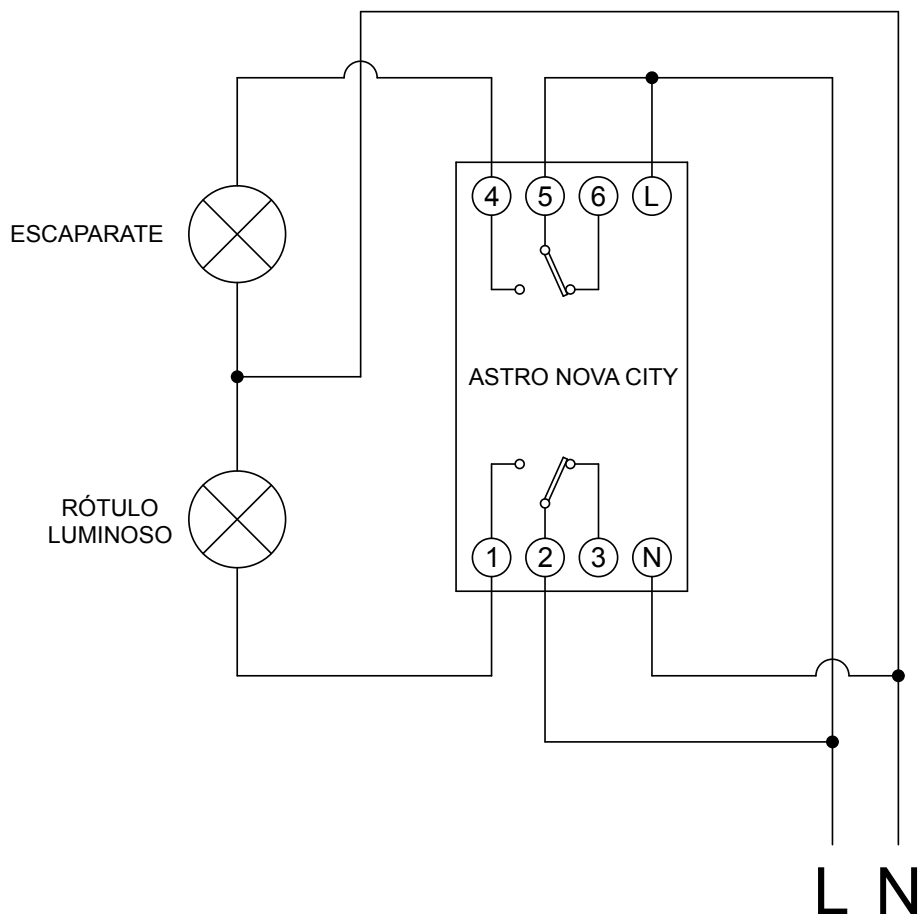 4 5 6 L
ESCAPARATE
ASTRO NOVA CITY
RÓTULO
LUMINOSO
1 2 3 N
L N